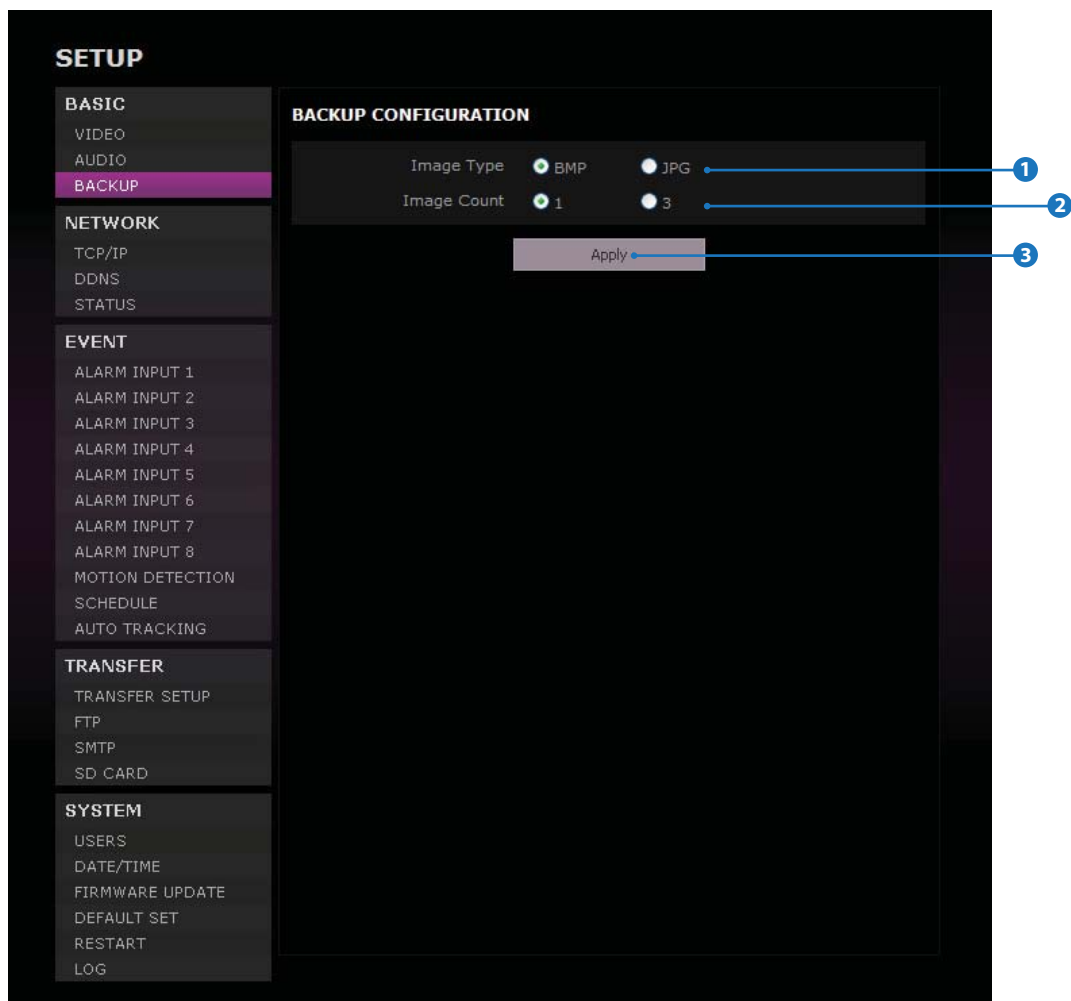 SETUP
BASIC
VIDEO
AUDIO
BACKUP
NETWORK
TCP/IP
DDNS
STATUS
EVENT
ALARM INPUT 1
ALARM INPUT 2
ALARM INPUT 3
ALARM INPUT 4
ALARM INPUT 5
ALARM INPUT 6
ALARM INPUT 7
ALARM INPUT 8
MOTION DETECTION
SCHEDULE
AUTO TRACKING
TRANSFER
TRANSFER SETUP
FTP
SMTP
SD CARD
SYSTEM
USERS
DATE/TIME
FIRMWARE UPDATE
DEFAULT SET
RESTART
LOG
BACKUP CONFIGURATION
Image Type BMP JPG 1
Image Count 1 3 2
Apply 3